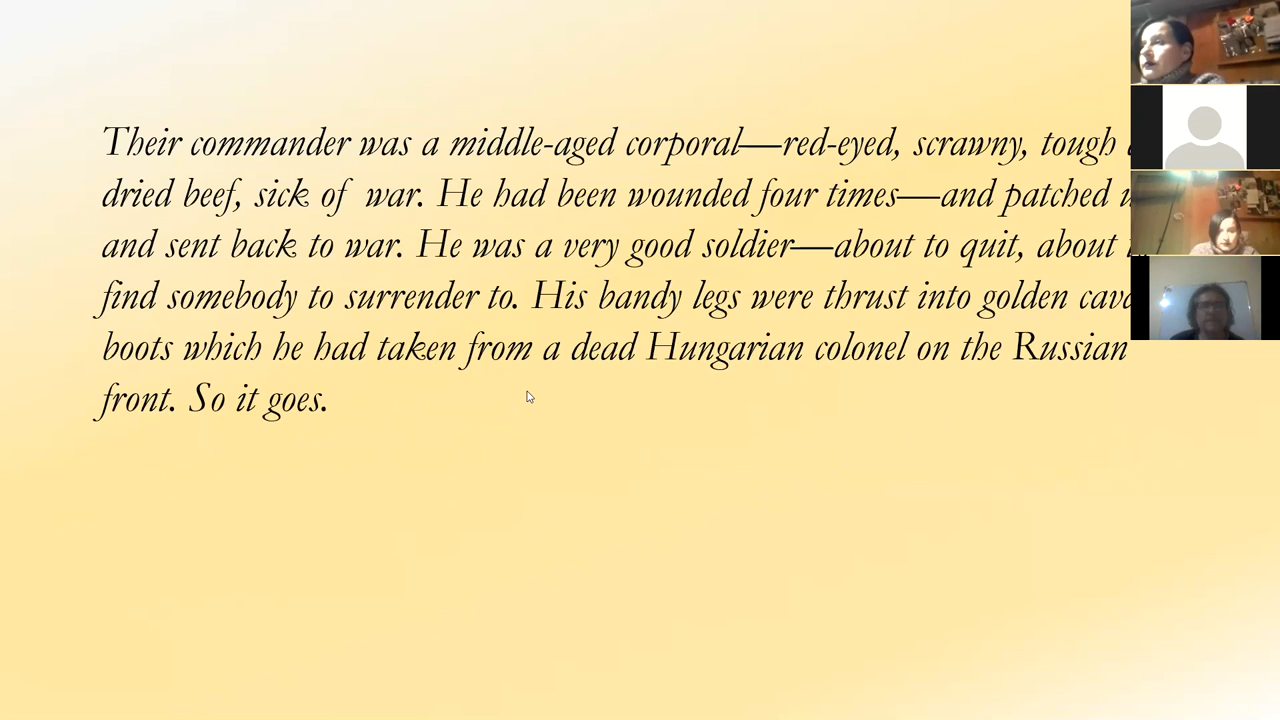 Their commander was a middle-aged corporal—red-eyed, scrawny, tough
dried beef, sick of war. He had been wounded four times—and patched
and sent back to war. He was a very good soldier—about to quit, about
find somebody to surrender to. His bandy legs were thrust into golden
boots which he had taken from a dead Hungarian colonel on the Russian
front. So it goes.